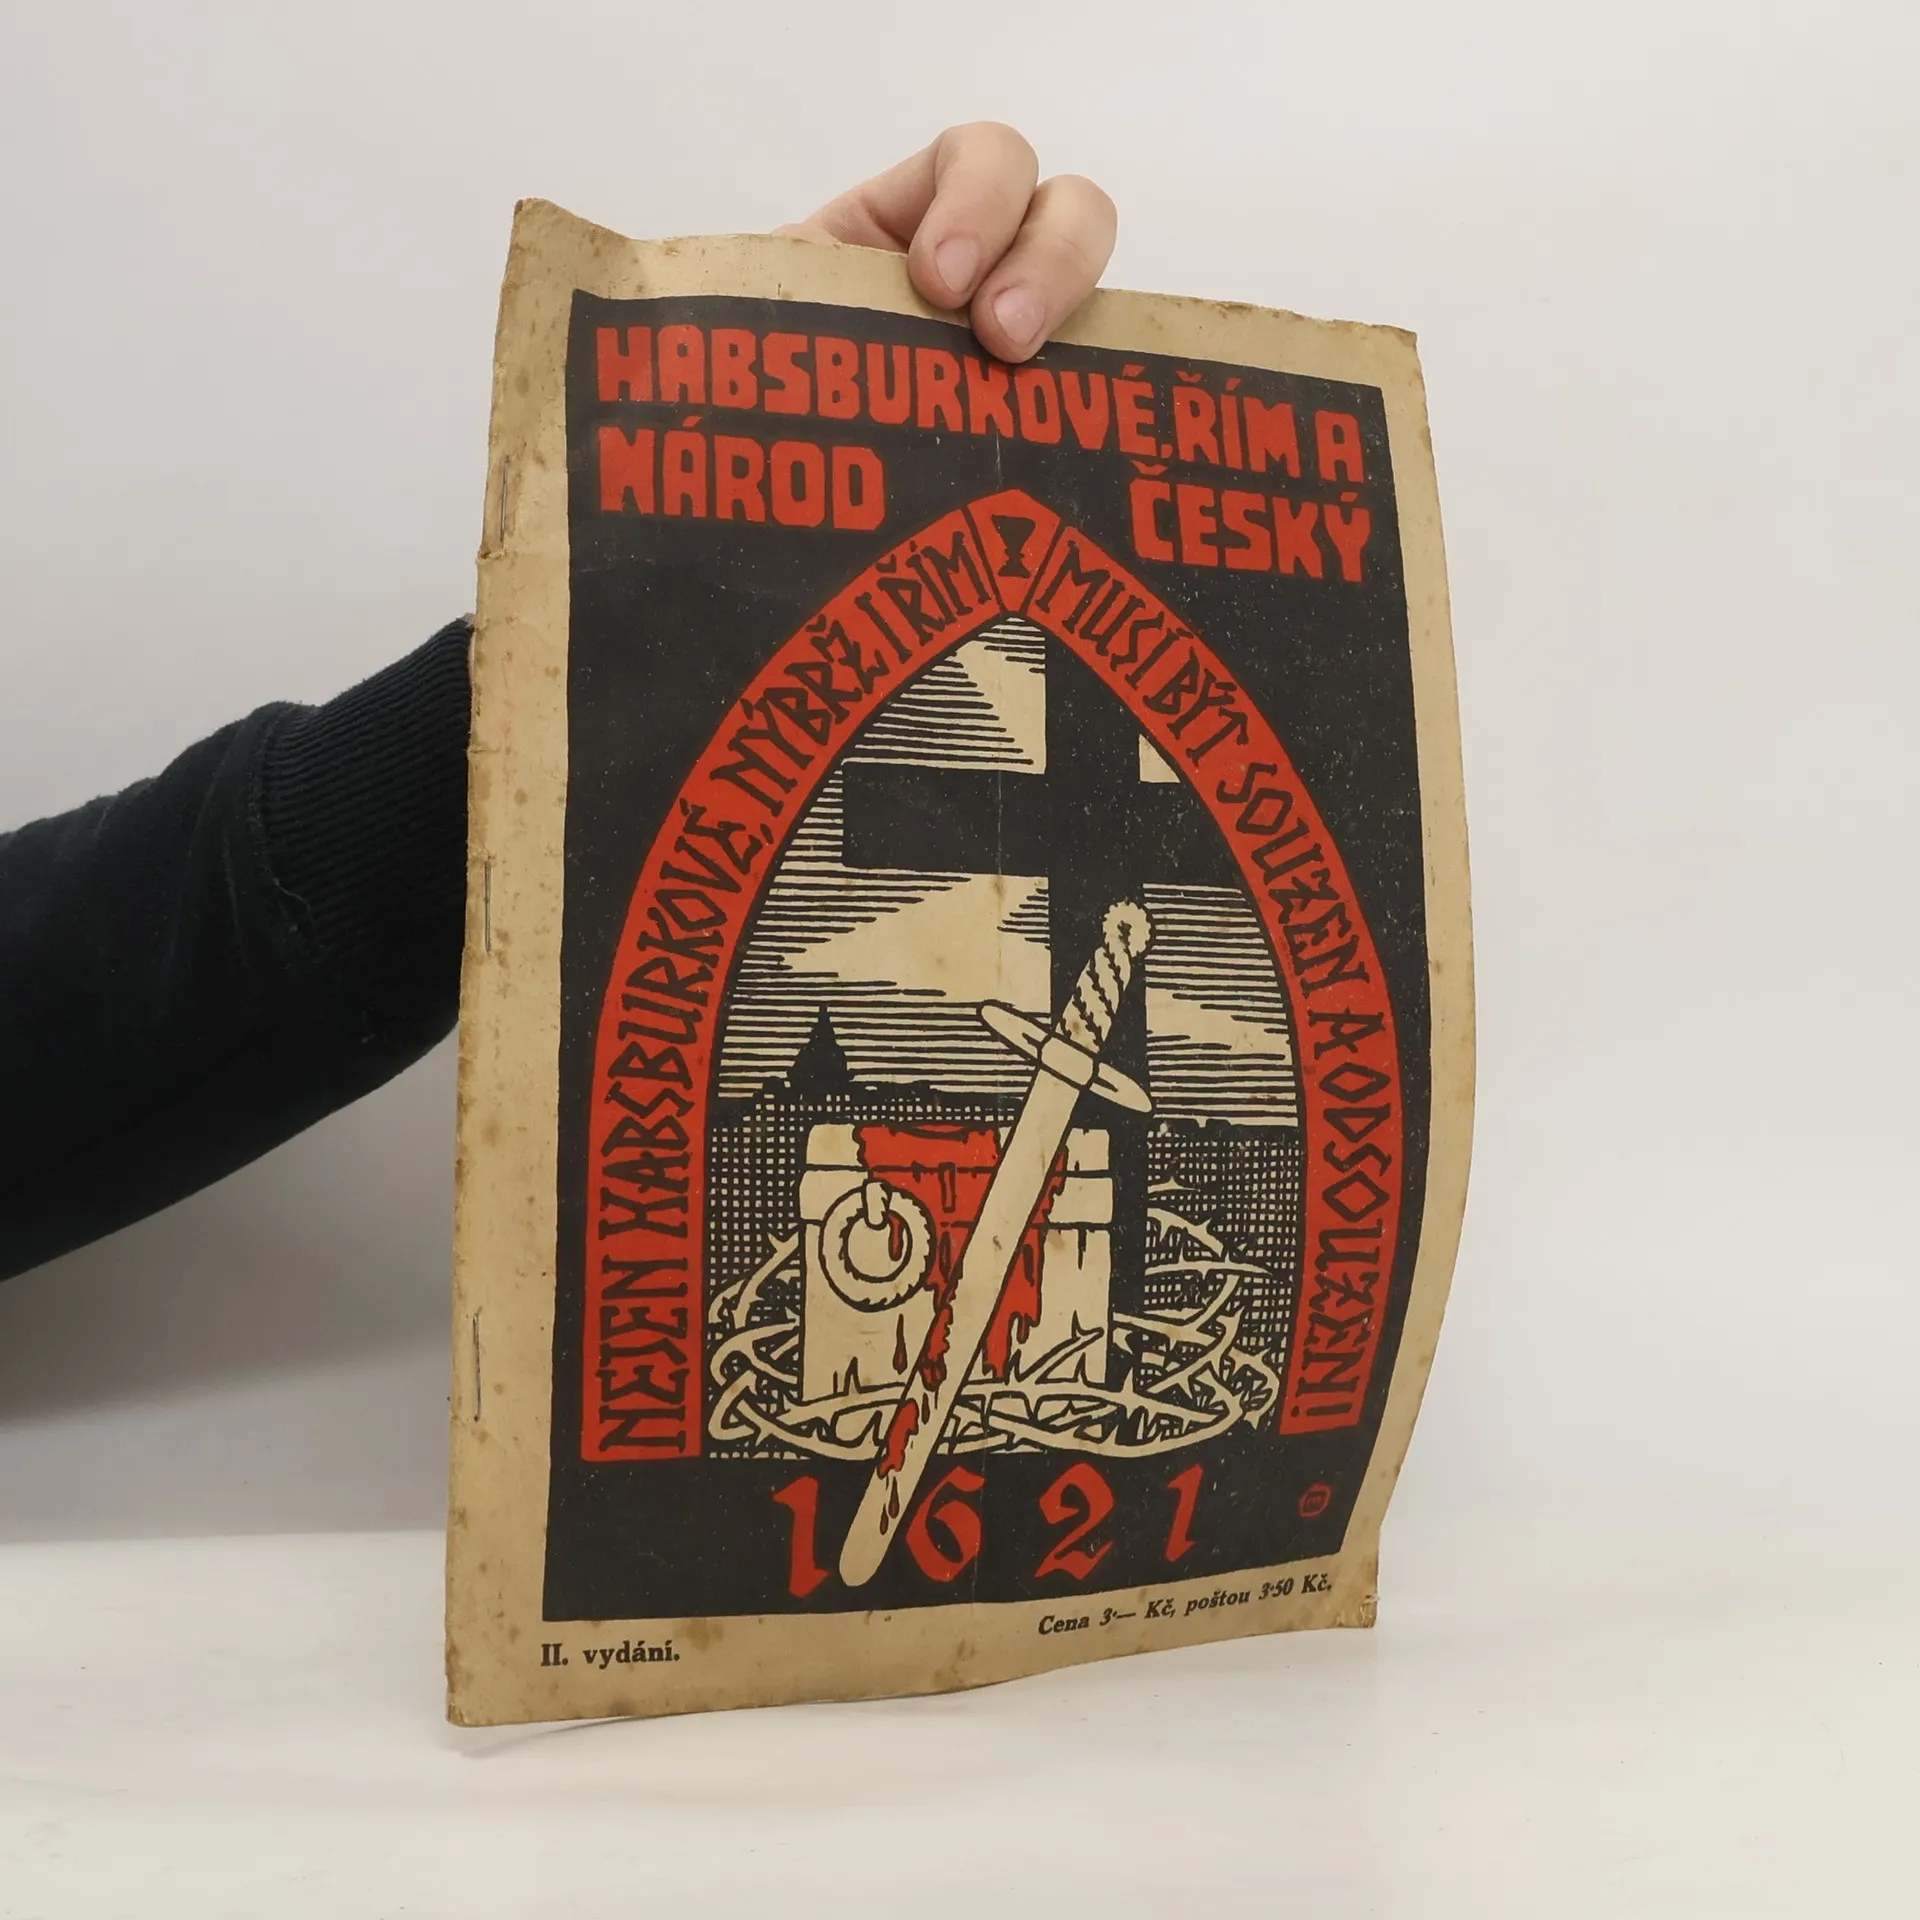 HABSBURKOVÉ, ŘÍM A
NÁROD ČESKÝ
NEJEN HABSBURKOVÉ, NÝBRŽ I ŘÍM MUSÍ BÝT SOUZEN A ODSOUZEN!
1621
Cena 3·— Kč, poštou 3·50 Kč.
II. vydání.